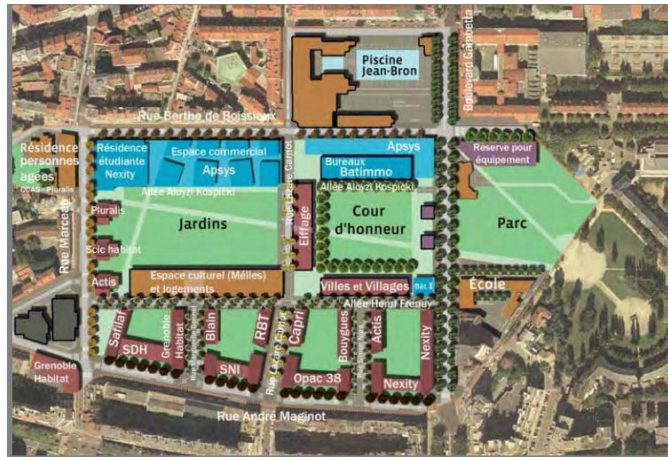 Piscine
Jean-Bron
Boulevard Gambetta
Rue Berthe de Boissieux
Résidence
personnes
agées
CCAS - Pluralis
Résidence
étudiante
Nexity
Espace commercial
Apsys
Apsys
Bureaux
Batimmo
Réserve pour
équipement
Allée Aloyzi Kospicki
Allée Aloyzi Kospicki
Rue Lazare Carnot
Rue Marceau
Pluralis
Scic habitat
Actis
Jardins
Eiffage
Cour
d'honneur
Parc
Espace culturel (Mélies)
et logements
Villes et Villages
Bât. I
École
Allée Henri Frenay
Safilaf
SDH
Grenoble
Habitat
Blain
SNI
RBT
Rue Lazare Carnot
Capri
Opac 38
Bouygues
Actis
Nexity
Nexity
Grenoble
Habitat
Rue André Maginot